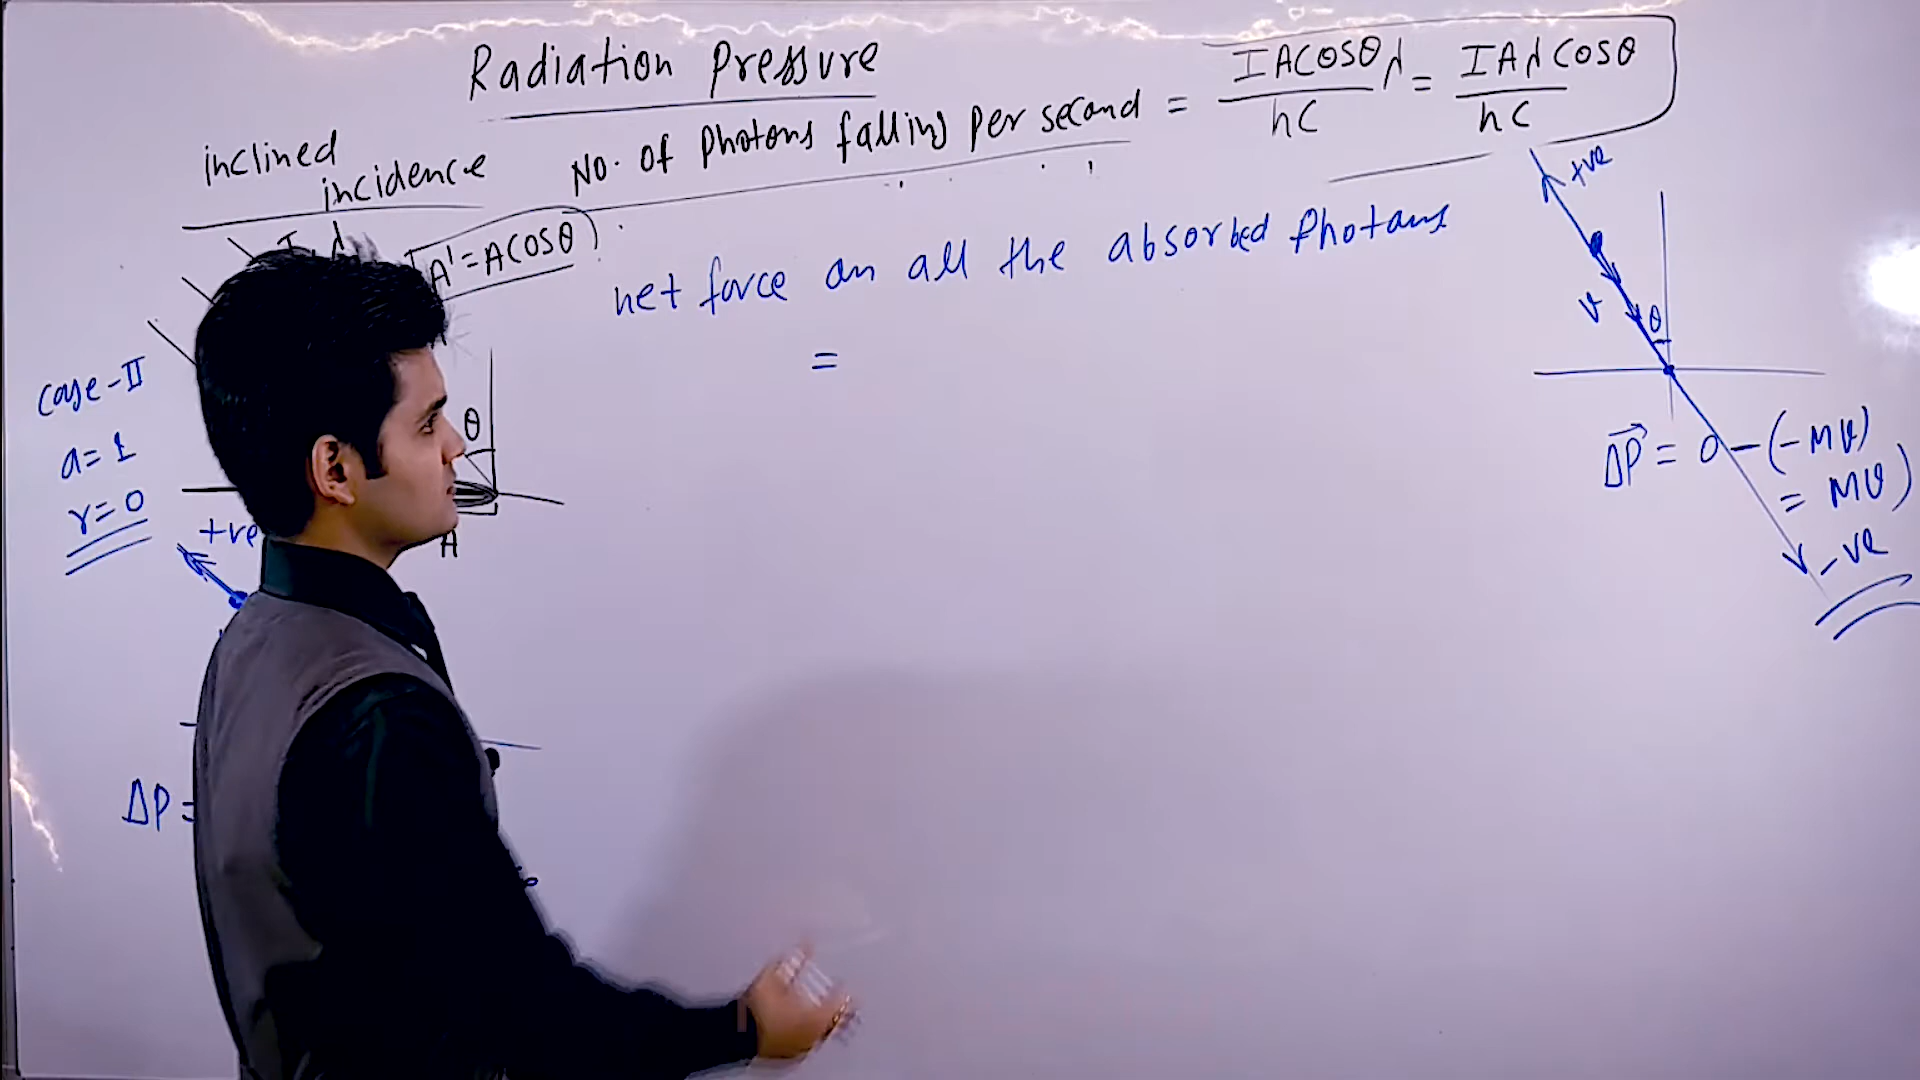 Radiation Pressure
inclined incidence
No. of Photons falling per second = IACOSθλ/hC = IAλCOSθ/hC
I, λ
A' = ACOSθ
net force on all the absorbed Photons
=
case-II
a=1
r=0
θ
A
+ve
ΔP =
+ve
v
θ
ΔP⃗ = 0-(-MV)
= MV)
-ve